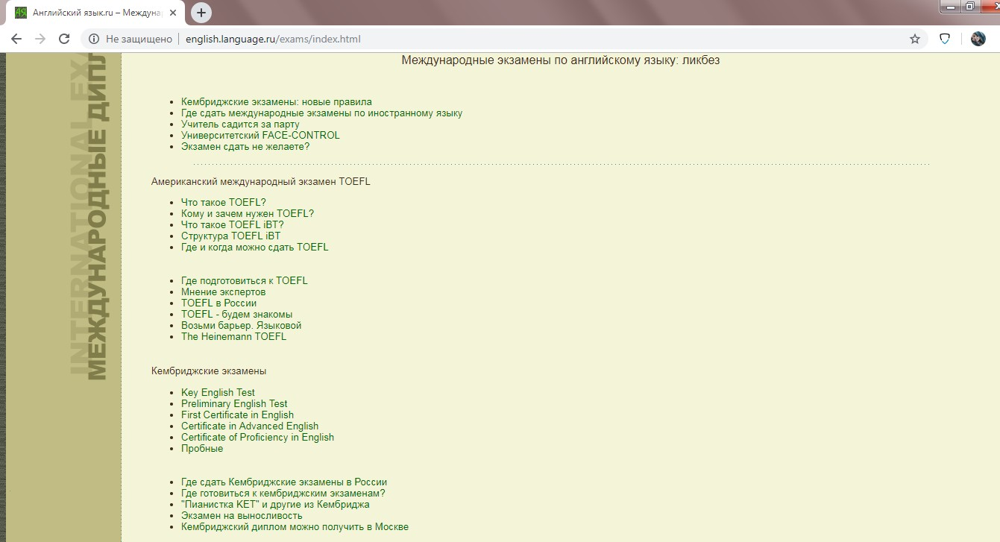 Английский язык.ru – Междунар
Не защищено
english.language.ru/exams/index.html
INTERNATIONAL
МЕЖДУНАРОДНЫЕ
Международные экзамены по английскому языку: ликбез
Кембриджские экзамены: новые правила
Где сдать международные экзамены по иностранному языку
Учитель садится за парту
Университетский FACE-CONTROL
Экзамен сдать не желаете?
Американский международный экзамен TOEFL
Что такое TOEFL?
Кому и зачем нужен TOEFL?
Что такое TOEFL iBT?
Структура TOEFL iBT
Где и когда можно сдать TOEFL
Где подготовиться к TOEFL
Мнение экспертов
TOEFL в России
TOEFL - будем знакомы
Возьми барьер. Языковой
The Heinemann TOEFL
Кембриджские экзамены
Key English Test
Preliminary English Test
First Certificate in English
Certificate in Advanced English
Certificate of Proficiency in English
Пробные
Где сдать Кембриджские экзамены в России
Где готовиться к кембриджским экзаменам?
"Пианистка KET" и другие из Кембриджа
Экзамен на выносливость
Кембриджский диплом можно получить в Москве